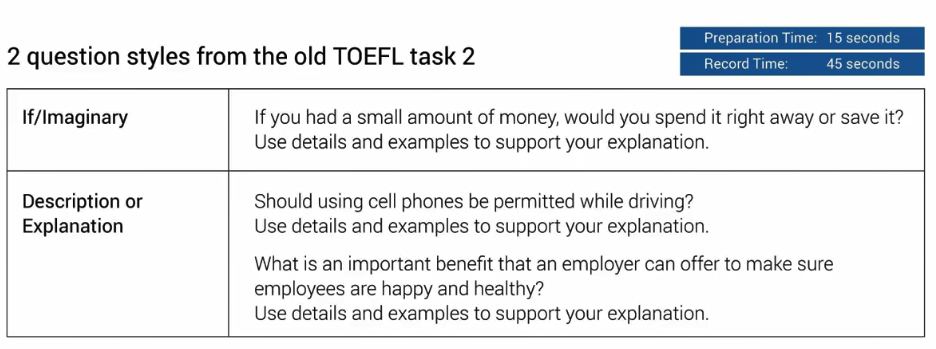 2 question styles from the old TOEFL task 2
Preparation Time: 15 seconds
Record Time: 45 seconds
If/Imaginary
If you had a small amount of money, would you spend it right away or save it?
Use details and examples to support your explanation.
Description or
Explanation
Should using cell phones be permitted while driving?
Use details and examples to support your explanation.
What is an important benefit that an employer can offer to make sure
employees are happy and healthy?
Use details and examples to support your explanation.